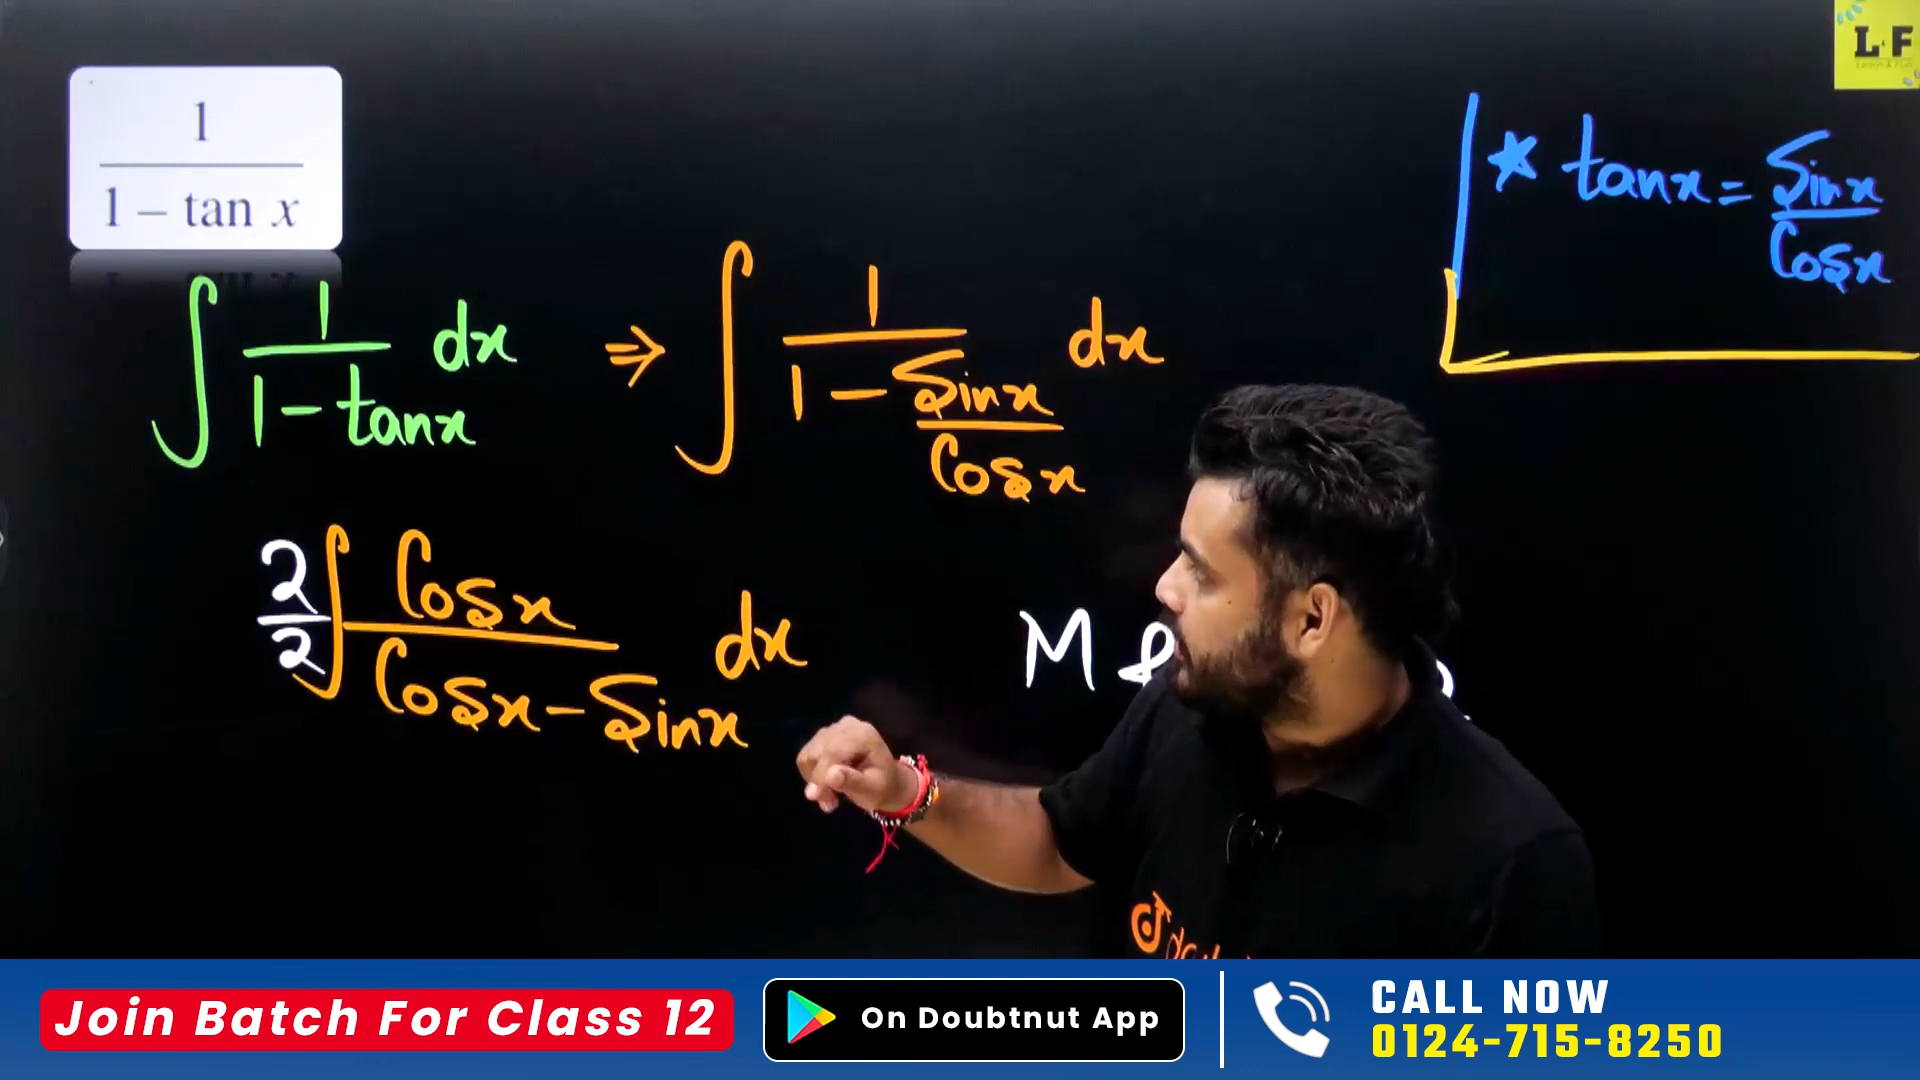 L&F
1
1 – tan x
∫ 1/(1 - tanx) dx ⇒ ∫ 1/(1 - Sinx/Cosx) dx
* tanx = Sinx/Cosx
2/2 ∫ Cosx/(Cosx - Sinx) dx
M &
Join Batch For Class 12
On Doubtnut App
CALL NOW
0124-715-8250